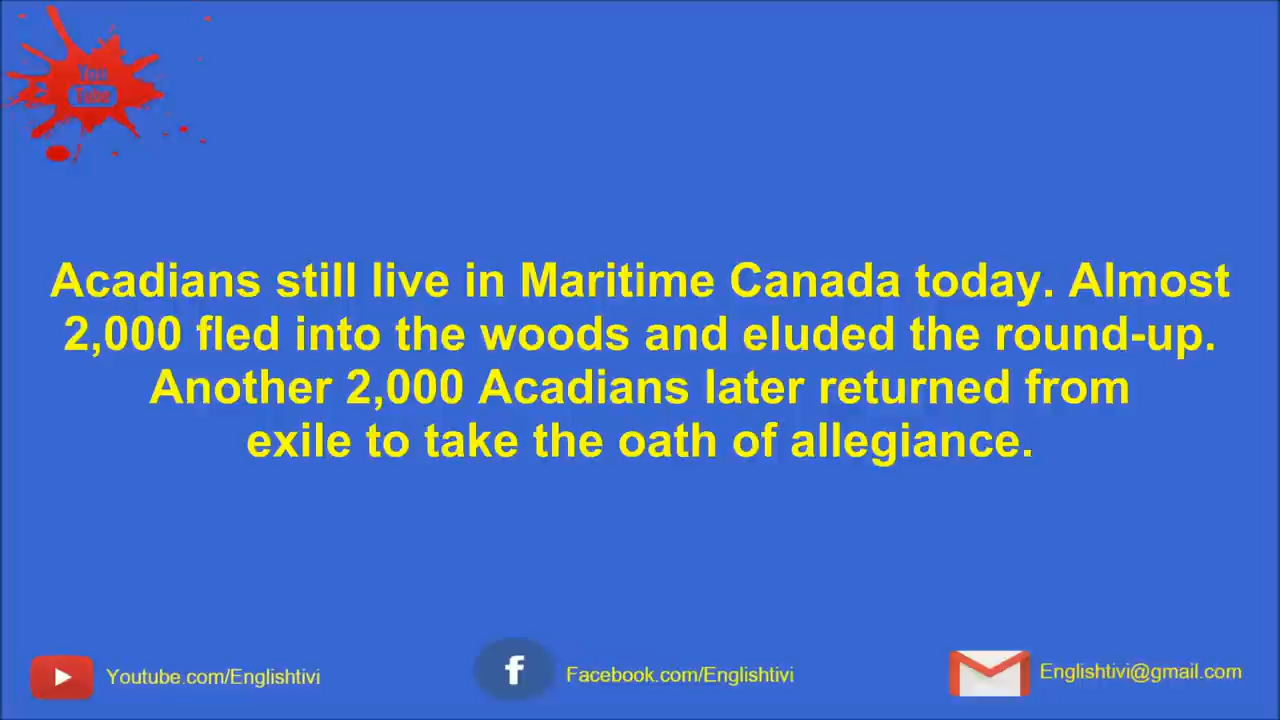 You
Tube
Acadians still live in Maritime Canada today. Almost
2,000 fled into the woods and eluded the round-up.
Another 2,000 Acadians later returned from
exile to take the oath of allegiance.
Youtube.com/Englishtivi
f
Facebook.com/Englishtivi
Englishtivi@gmail.com